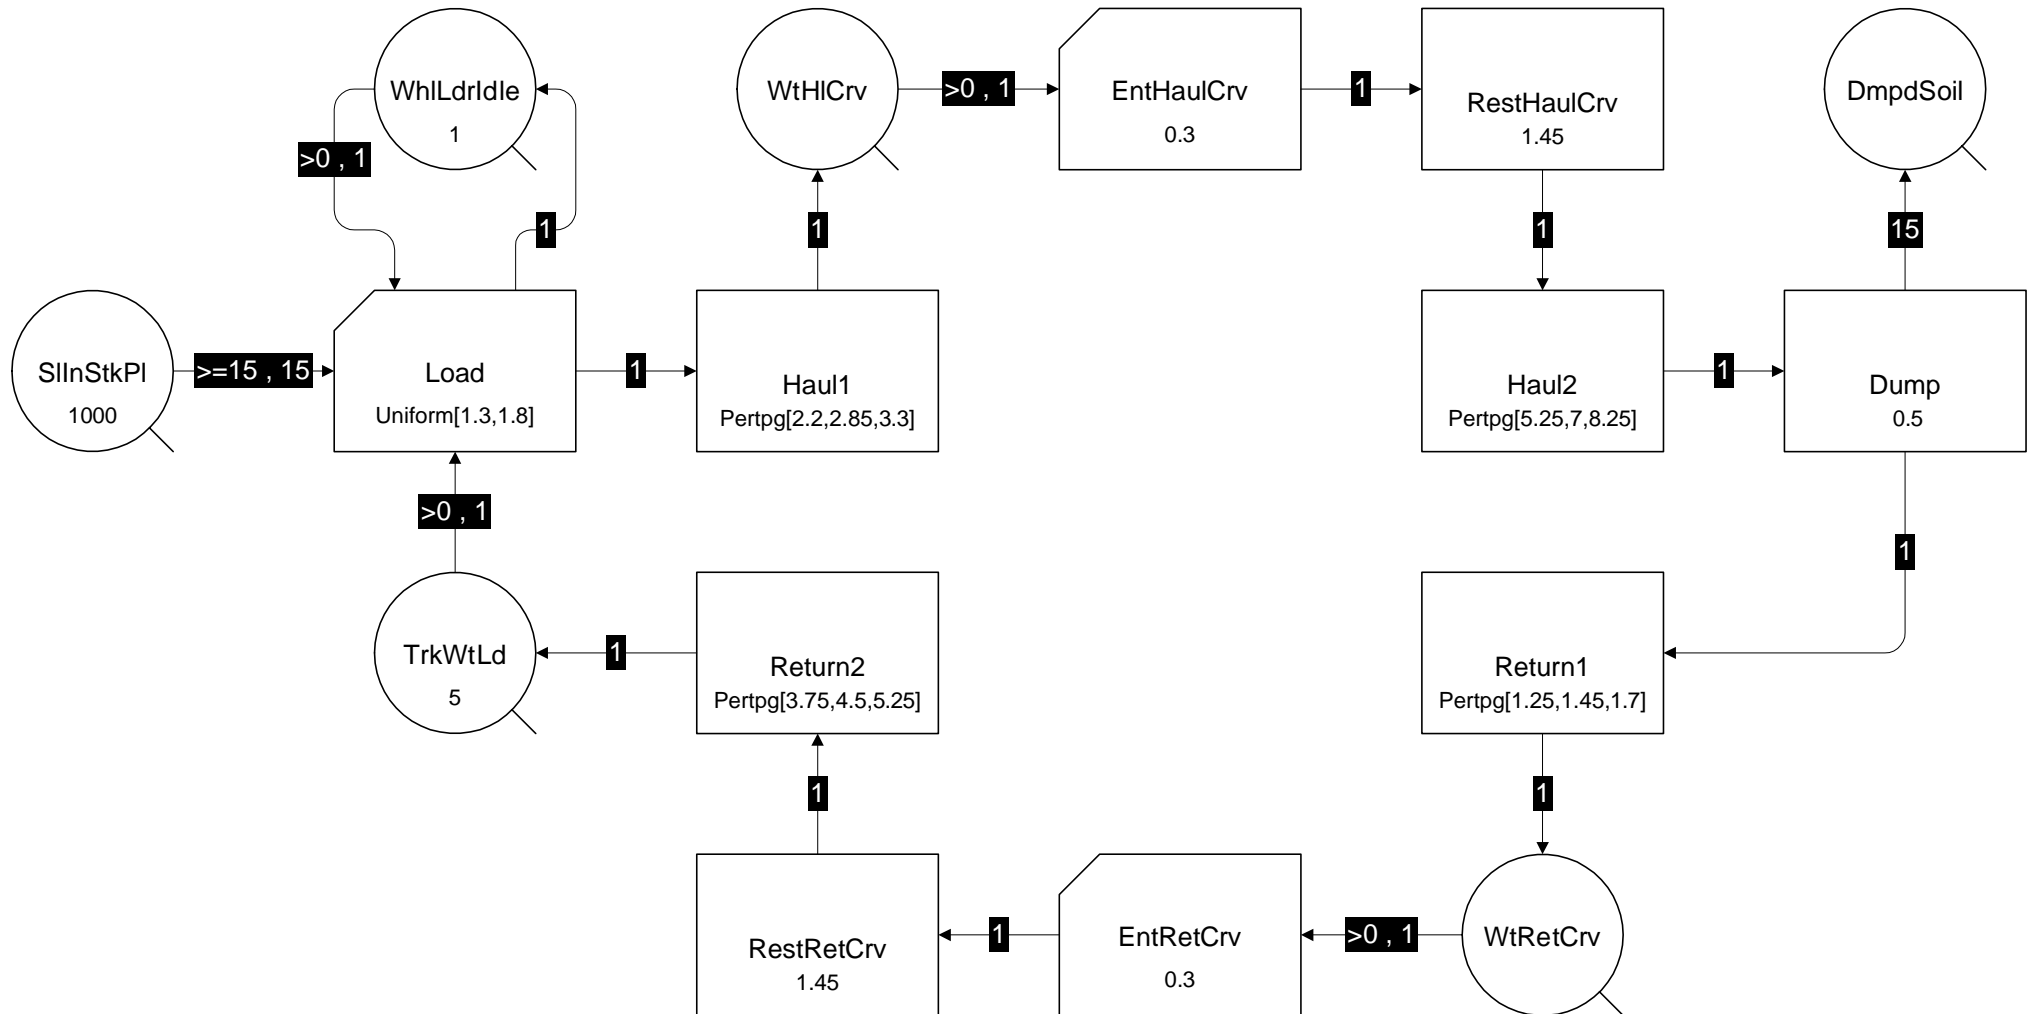 WhlLdrIdle
1
WtHlCrv
>0 , 1
EntHaulCrv
0.3
1
RestHaulCrv
1.45
DmpdSoil
>0 , 1
1
1
1
15
SlInStkPl
1000
>=15 , 15
Load
Uniform[1.3,1.8]
1
Haul1
Pertpg[2.2,2.85,3.3]
Haul2
Pertpg[5.25,7,8.25]
1
Dump
0.5
>0 , 1
1
TrkWtLd
5
1
Return2
Pertpg[3.75,4.5,5.25]
Return1
Pertpg[1.25,1.45,1.7]
1
1
RestRetCrv
1.45
1
EntRetCrv
0.3
>0 , 1
WtRetCrv